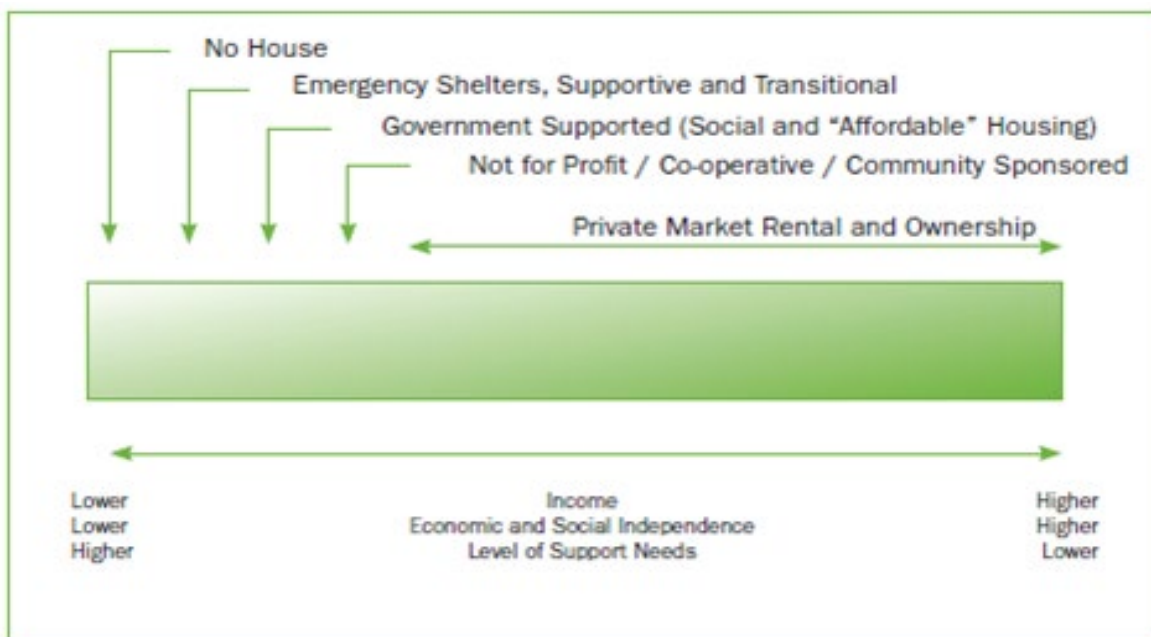 No House
Emergency Shelters, Supportive and Transitional
Government Supported (Social and “Affordable” Housing)
Not for Profit / Co-operative / Community Sponsored
Private Market Rental and Ownership
Lower Income Higher
Lower Economic and Social Independence Higher
Higher Level of Support Needs Lower